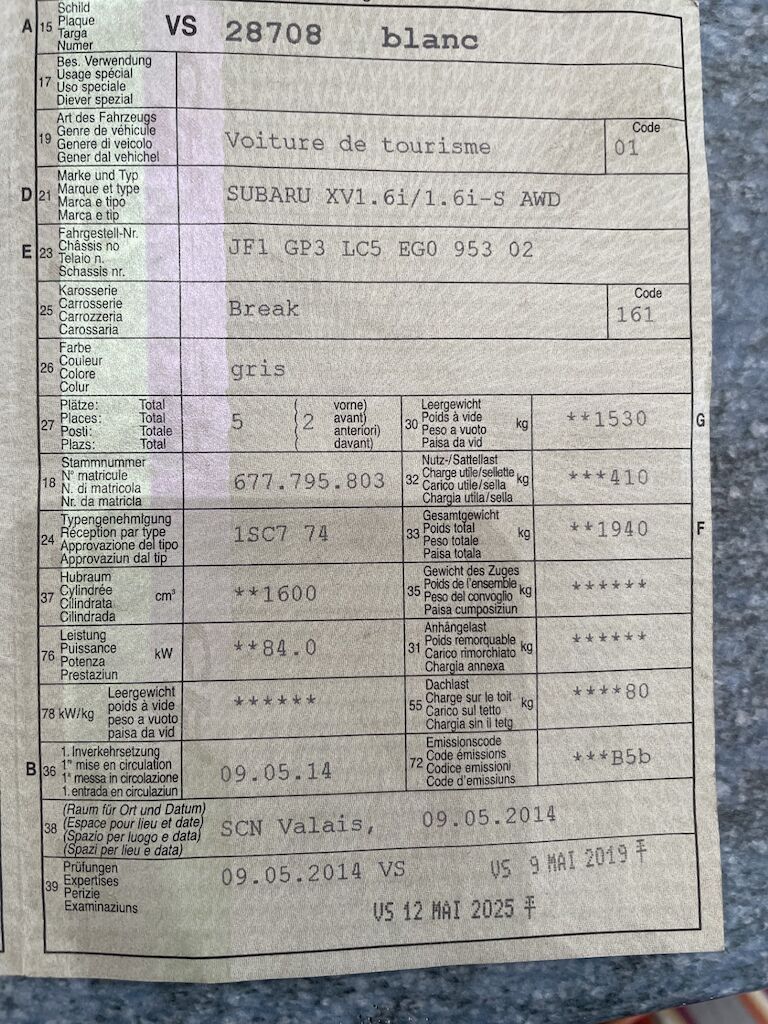 A 15 Schild
Plaque
Targa
Numer
VS 28708 blanc
17 Bes. Verwendung
Usage spécial
Uso speciale
Diever spezial
19 Art des Fahrzeugs
Genre de véhicule
Genere di veicolo
Gener dal vehichel
Voiture de tourisme
Code
01
D 21 Marke und Typ
Marque et type
Marca e tipo
Marca e tip
SUBARU XV1.6i/1.6i-S AWD
E 23 Fahrgestell-Nr.
Châssis no
Telaio n.
Schassis nr.
JF1 GP3 LC5 EG0 953 02
25 Karosserie
Carrosserie
Carrozzeria
Carossaria
Break
Code
161
26 Farbe
Couleur
Colore
Colur
gris
27 Plätze: Total
Places: Total
Posti: Totale
Plazs: Total
5
( 2 vorne)
avant)
anteriori)
davant)
30 Leergewicht
Poids à vide
Peso a vuoto
Paisa da vid
kg
**1530
G
18 Stammnummer
N° matricule
N. di matricola
Nr. da matricla
677.795.803
32 Nutz-/Sattellast
Charge utile/sellette
Carico utile/sella
Chargia utila/sella
kg
***410
24 Typengenehmigung
Réception par type
Approvazione del tipo
Approvaziun dal tip
1SC7 74
33 Gesamtgewicht
Poids total
Peso totale
Paisa totala
kg
**1940
F
37 Hubraum
Cylindrée
Cilindrata
Cilindrada
cm³
**1600
35 Gewicht des Zuges
Poids de l'ensemble
Peso del convoglio
Paisa cumposiziun
kg
******
76 Leistung
Puissance
Potenza
Prestaziun
kW
**84.0
31 Anhängelast
Poids remorquable
Carico rimorchiato
Chargia annexa
kg
******
78 kW/kg Leergewicht
poids à vide
peso a vuoto
paisa da vid
******
55 Dachlast
Charge sur le toit
Carico sul tetto
Chargia sin il tetg
kg
****80
B 36 1. Inverkehrsetzung
1re mise en circulation
1a messa in circolazione
1. entrada en circulaziun
09.05.14
72 Emissionscode
Code émissions
Codice emissioni
Code d'emissiuns
***B5b
38 (Raum für Ort und Datum)
(Espace pour lieu et date)
(Spazio per luogo e data)
(Spazi per lieu e data)
SCN Valais, 09.05.2014
39 Prüfungen
Expertises
Perizie
Examinaziuns
09.05.2014 VS
VS 9 MAI 2019
VS 12 MAI 2025